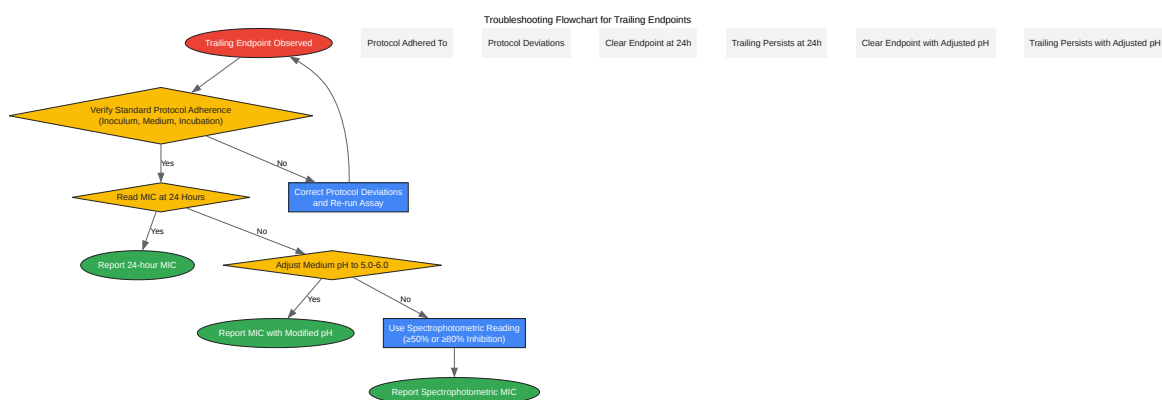 Troubleshooting Flowchart for Trailing Endpoints
Trailing Endpoint Observed
Protocol Adhered To
Protocol Deviations
Clear Endpoint at 24h
Trailing Persists at 24h
Clear Endpoint with Adjusted pH
Trailing Persists with Adjusted pH
Verify Standard Protocol Adherence
(Inoculum, Medium, Incubation)
Yes
No
Read MIC at 24 Hours
Correct Protocol Deviations
and Re-run Assay
Yes
No
Report 24-hour MIC
Adjust Medium pH to 5.0-6.0
Yes
No
Report MIC with Modified pH
Use Spectrophotometric Reading
(≥50% or ≥80% Inhibition)
Report Spectrophotometric MIC